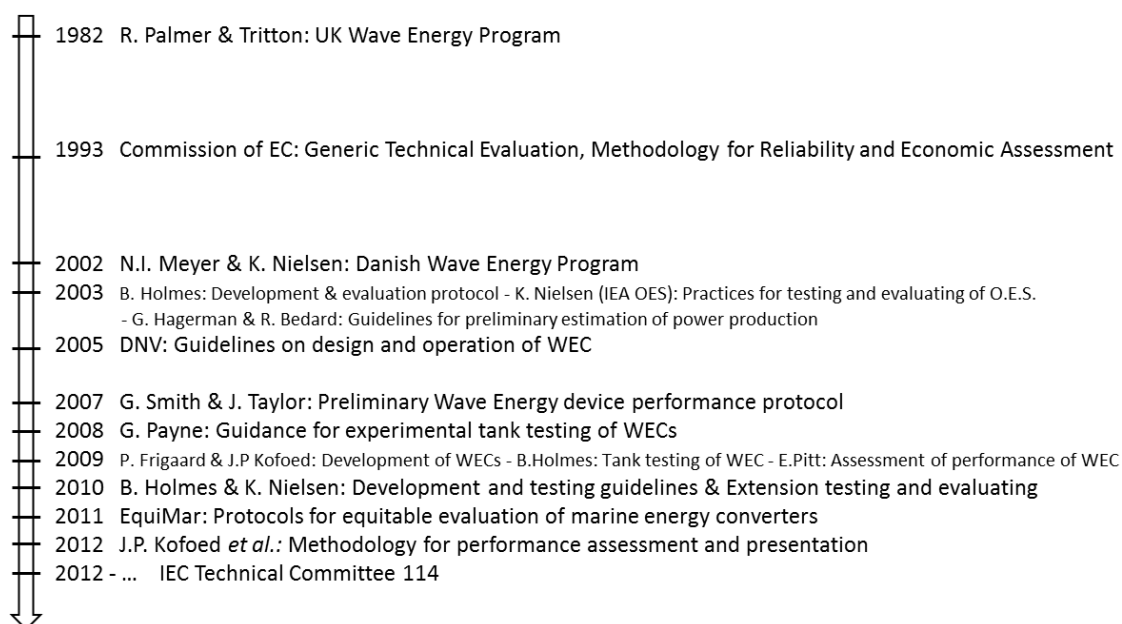 1982 R. Palmer & Tritton: UK Wave Energy Program
1993 Commission of EC: Generic Technical Evaluation, Methodology for Reliability and Economic Assessment
2002 N.I. Meyer & K. Nielsen: Danish Wave Energy Program
2003 B. Holmes: Development & evaluation protocol - K. Nielsen (IEA OES): Practices for testing and evaluating of O.E.S.
- G. Hagerman & R. Bedard: Guidelines for preliminary estimation of power production
2005 DNV: Guidelines on design and operation of WEC
2007 G. Smith & J. Taylor: Preliminary Wave Energy device performance protocol
2008 G. Payne: Guidance for experimental tank testing of WECs
2009 P. Frigaard & J.P Kofoed: Development of WECs - B.Holmes: Tank testing of WEC - E.Pitt: Assessment of performance of WEC
2010 B. Holmes & K. Nielsen: Development and testing guidelines & Extension testing and evaluating
2011 EquiMar: Protocols for equitable evaluation of marine energy converters
2012 J.P. Kofoed et al.: Methodology for performance assessment and presentation
2012 - ... IEC Technical Committee 114